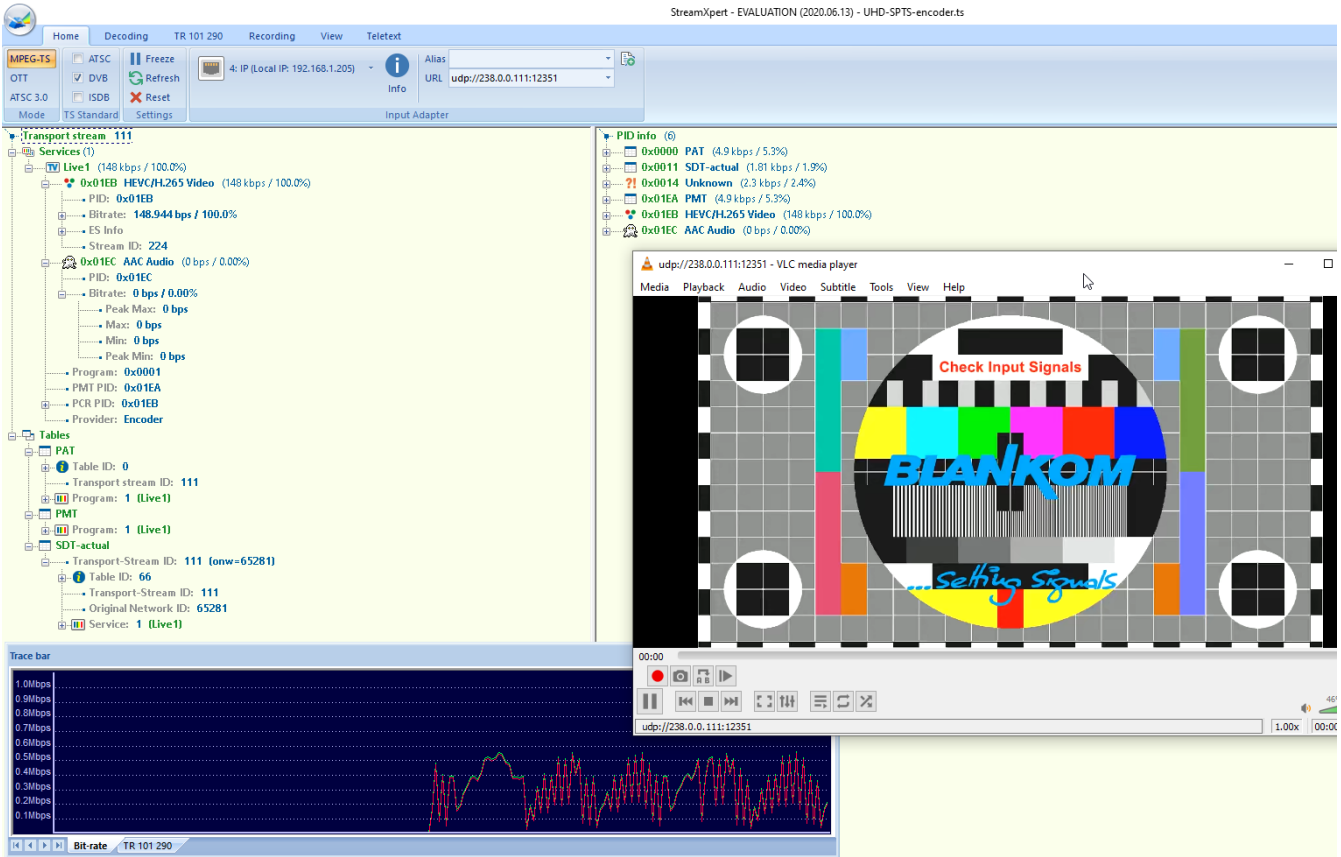 StreamXpert - EVALUATION (2020.06.13) - UHD-SPTS-encoder.ts
Home Decoding TR 101 290 Recording View Teletext
MPEG-TS ATSC Freeze
OTT DVB Refresh
ATSC 3.0 ISDB Reset
4: IP (Local IP: 192.168.1.205)
Info
Alias
URL udp://238.0.0.111:12351
Mode TS Standard Settings Input Adapter
Transport stream 111
Services (1)
Live1 (148 kbps / 100.0%)
0x01EB HEVC/H.265 Video (148 kbps / 100.0%)
PID: 0x01EB
Bitrate: 148.944 bps / 100.0%
ES Info
Stream ID: 224
0x01EC AAC Audio (0 bps / 0.00%)
PID: 0x01EC
Bitrate: 0 bps / 0.00%
Peak Max: 0 bps
Max: 0 bps
Min: 0 bps
Peak Min: 0 bps
Program: 0x0001
PMT PID: 0x01EA
PCR PID: 0x01EB
Provider: Encoder
Tables
PAT
Table ID: 0
Transport stream ID: 111
Program: 1 (Live1)
PMT
Program: 1 (Live1)
SDT-actual
Transport-Stream ID: 111 (onw=65281)
Table ID: 66
Transport-Stream ID: 111
Original Network ID: 65281
Service: 1 (Live1)
PID info (6)
0x0000 PAT (4.9 kbps / 5.3%)
0x0011 SDT-actual (1.81 kbps / 1.9%)
0x0014 Unknown (2.3 kbps / 2.4%)
0x01EA PMT (4.9 kbps / 5.3%)
0x01EB HEVC/H.265 Video (148 kbps / 100.0%)
0x01EC AAC Audio (0 bps / 0.00%)
udp://238.0.0.111:12351 - VLC media player
Media Playback Audio Video Subtitle Tools View Help
Check Input Signals
BLANKOM
...Setting Signals
00:00
46%
udp://238.0.0.111:12351 1.00x 00:00
Trace bar
1.0Mbps
0.9Mbps
0.8Mbps
0.7Mbps
0.6Mbps
0.5Mbps
0.4Mbps
0.3Mbps
0.2Mbps
0.1Mbps
Bit-rate TR 101 290